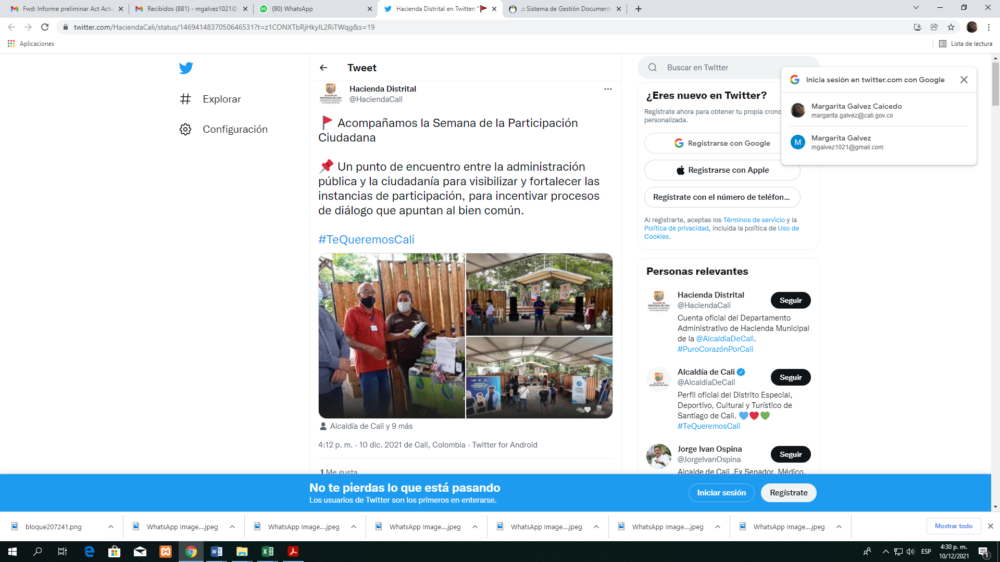 Fwd: Informe preliminar Act Actu
Recibidos (881) - mgalvez1021@
(90) WhatsApp
Hacienda Distrital en Twitter: "
.:: Sistema de Gestión Documenta
twitter.com/HaciendaCali/status/1469414837050646531?t=z1CONXTbRjHkyIL2RiTWqg&s=19
Aplicaciones
Lista de lectura
Explorar
Configuración
Tweet
Hacienda Distrital
@HaciendaCali
Acompañamos la Semana de la Participación
Ciudadana
Un punto de encuentro entre la administración
pública y la ciudadanía para visibilizar y fortalecer las
instancias de participación, para incentivar procesos
de diálogo que apuntan al bien común.
#TeQueremosCali
Alcaldía de Cali y 9 más
4:12 p. m. · 10 dic. 2021 de Cali, Colombia · Twitter for Android
1 Me gusta
Buscar en Twitter
¿Eres nuevo en Twitter?
Regístrate ahora para obtener tu propia crono
personalizada.
Registrarse con Google
Registrarse con Apple
Regístrate con el número de teléfon...
Al registrarte, aceptas los Términos de servicio y la
Política de privacidad, incluida la política de Uso de
Cookies.
Inicia sesión en twitter.com con Google
Margarita Galvez Caicedo
margarita.galvez@cali.gov.co
M
Margarita Galvez
mgalvez1021@gmail.com
Personas relevantes
Hacienda Distrital
@HaciendaCali
Seguir
Cuenta oficial del Departamento
Administrativo de Hacienda Municipal
de la @AlcaldiaDeCali.
#PuroCorazónPorCali
Alcaldía de Cali
@AlcaldiaDeCali
Seguir
Perfil oficial del Distrito Especial,
Deportivo, Cultural y Turístico de
Santiago de Cali.
#TeQueremosCali
Jorge Ivan Ospina
@JorgeIvanOspina
Seguir
Alcalde de Cali .Ex Senador. Médico.
No te pierdas lo que está pasando
Los usuarios de Twitter son los primeros en enterarse.
Iniciar sesión
Regístrate
bloque207241.png
WhatsApp Image....jpeg
WhatsApp Image....jpeg
WhatsApp Image....jpeg
WhatsApp Image....jpeg
WhatsApp Image....jpeg
WhatsApp Image....jpeg
Mostrar todo
ESP
4:30 p. m.
10/12/2021
1